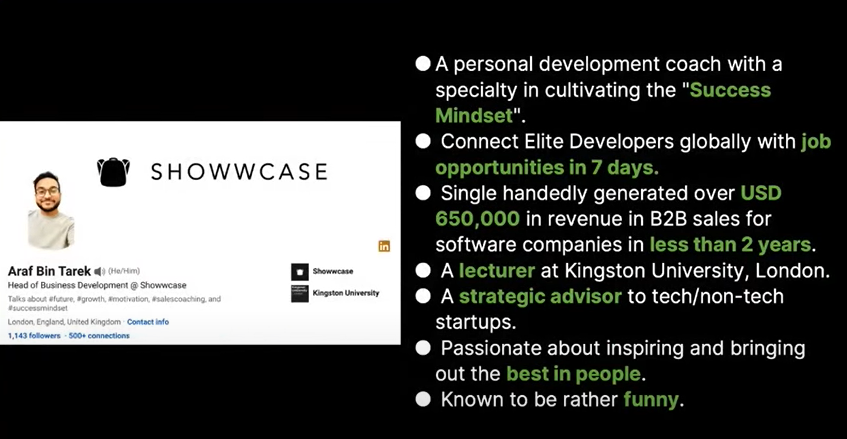 SHOWWCASE
in
Araf Bin Tarek (He/Him)
Head of Business Development @ Showwcase
Talks about #future, #growth, #motivation, #salescoaching, and
#successmindset
London, England, United Kingdom · Contact info
1,143 followers · 500+ connections
Showwcase
Kingston University
● A personal development coach with a
specialty in cultivating the "Success
Mindset".
● Connect Elite Developers globally with job
opportunities in 7 days.
● Single handedly generated over USD
650,000 in revenue in B2B sales for
software companies in less than 2 years.
● A lecturer at Kingston University, London.
● A strategic advisor to tech/non-tech
startups.
● Passionate about inspiring and bringing
out the best in people.
● Known to be rather funny.